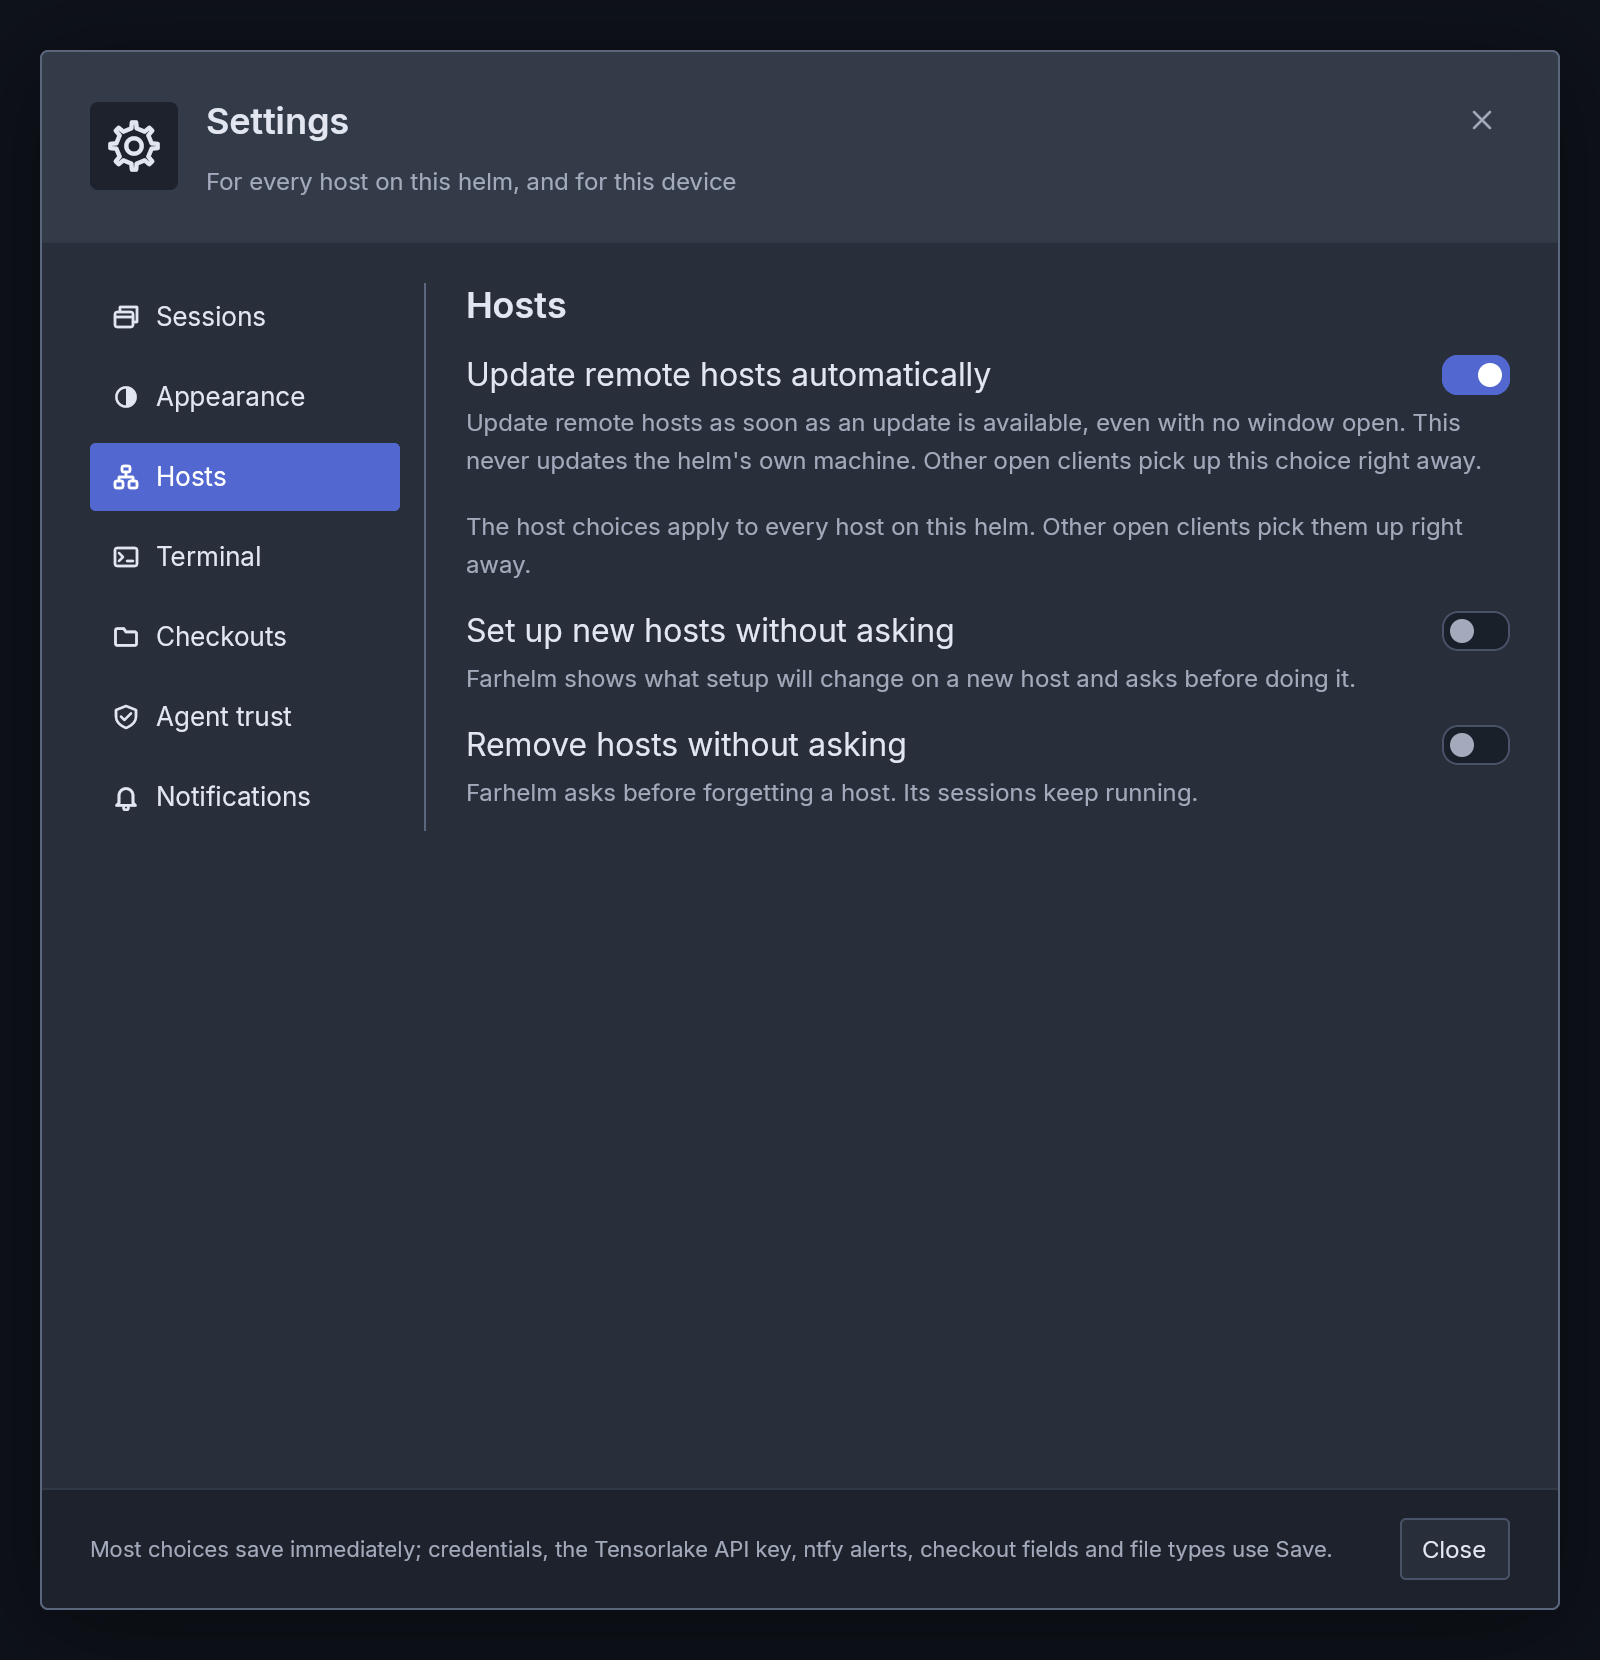 Settings
For every host on this helm, and for this device
Sessions
Appearance
Hosts
Terminal
Checkouts
Agent trust
Notifications
Hosts
Update remote hosts automatically
Update remote hosts as soon as an update is available, even with no window open. This
never updates the helm's own machine. Other open clients pick up this choice right away.
The host choices apply to every host on this helm. Other open clients pick them up right
away.
Set up new hosts without asking
Farhelm shows what setup will change on a new host and asks before doing it.
Remove hosts without asking
Farhelm asks before forgetting a host. Its sessions keep running.
Most choices save immediately; credentials, the Tensorlake API key, ntfy alerts, checkout fields and file types use Save.
Close